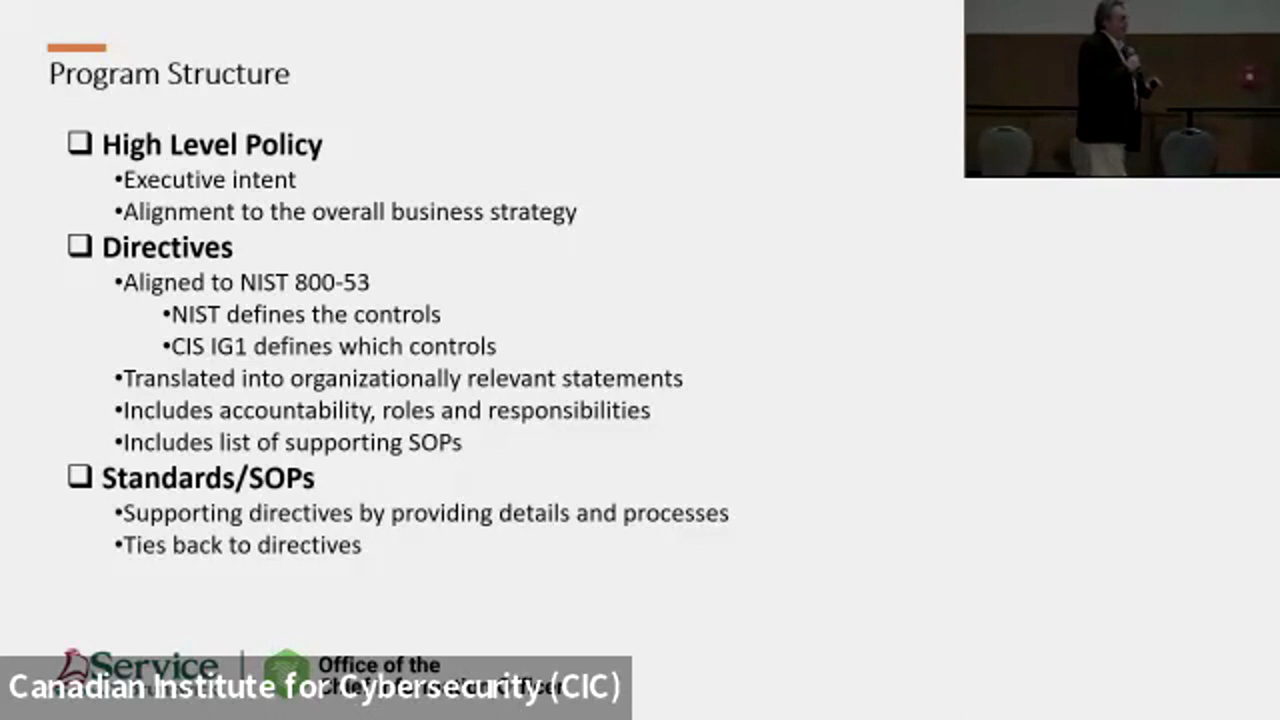 Program Structure
❑ High Level Policy
•Executive intent
•Alignment to the overall business strategy
❑ Directives
•Aligned to NIST 800-53
•NIST defines the controls
•CIS IG1 defines which controls
•Translated into organizationally relevant statements
•Includes accountability, roles and responsibilities
•Includes list of supporting SOPs
❑ Standards/SOPs
•Supporting directives by providing details and processes
•Ties back to directives
Service
Office of the
Canadian Institute for Cybersecurity (CIC)